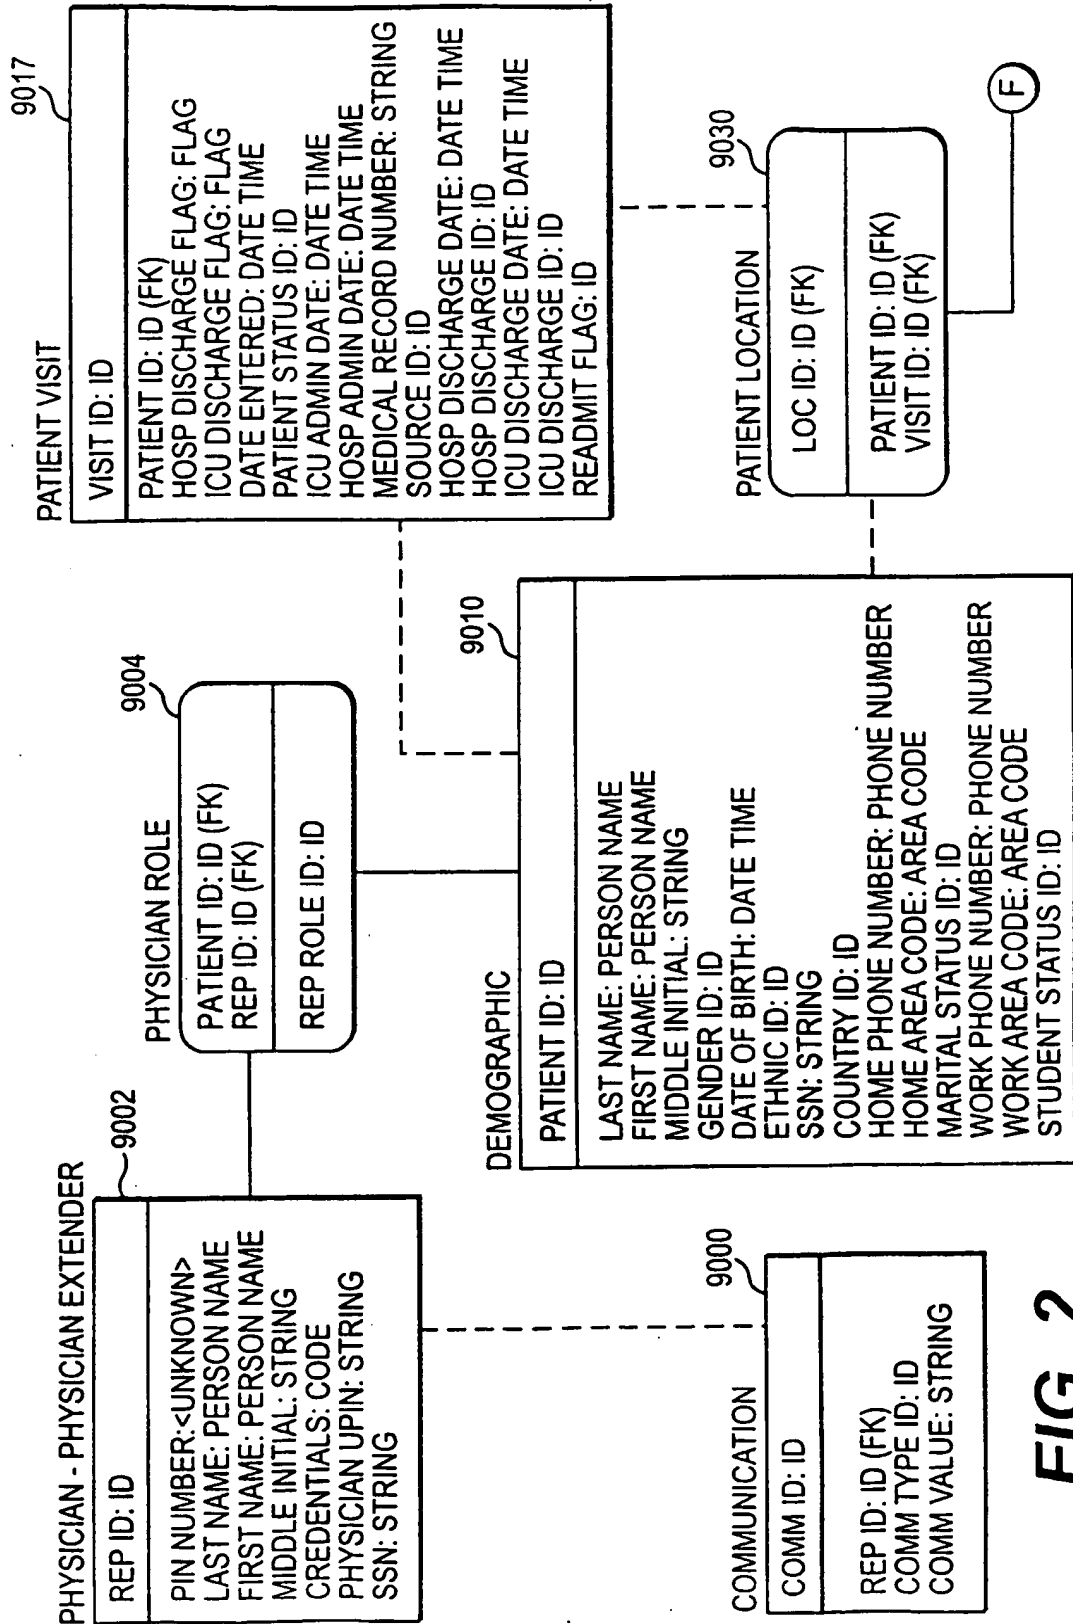 PHYSICIAN - PHYSICIAN EXTENDER
9002
REP ID: ID
PIN NUMBER:<UNKNOWN>
LAST NAME: PERSON NAME
FIRST NAME: PERSON NAME
MIDDLE INITIAL: STRING
CREDENTIALS: CODE
PHYSICIAN UPIN: STRING
SSN: STRING
PHYSICIAN ROLE
9004
PATIENT ID: ID (FK)
REP ID: ID (FK)
REP ROLE ID: ID
PATIENT VISIT
9017
VISIT ID: ID
PATIENT ID: ID (FK)
HOSP DISCHARGE FLAG: FLAG
ICU DISCHARGE FLAG: FLAG
DATE ENTERED: DATE TIME
PATIENT STATUS ID: ID
ICU ADMIN DATE: DATE TIME
HOSP ADMIN DATE: DATE TIME
MEDICAL RECORD NUMBER: STRING
SOURCE ID: ID
HOSP DISCHARGE DATE: DATE TIME
HOSP DISCHARGE ID: ID
ICU DISCHARGE DATE: DATE TIME
ICU DISCHARGE ID: ID
READMIT FLAG: ID
COMMUNICATION
9000
COMM ID: ID
REP ID: ID (FK)
COMM TYPE ID: ID
COMM VALUE: STRING
DEMOGRAPHIC
9010
PATIENT ID: ID
LAST NAME: PERSON NAME
FIRST NAME: PERSON NAME
MIDDLE INITIAL: STRING
GENDER ID: ID
DATE OF BIRTH: DATE TIME
ETHNIC ID: ID
SSN: STRING
COUNTRY ID: ID
HOME PHONE NUMBER: PHONE NUMBER
HOME AREA CODE: AREA CODE
MARITAL STATUS ID: ID
WORK PHONE NUMBER: PHONE NUMBER
WORK AREA CODE: AREA CODE
STUDENT STATUS ID: ID
PATIENT LOCATION
9030
LOC ID: ID (FK)
PATIENT ID: ID (FK)
VISIT ID: ID (FK)
F
FIG 2